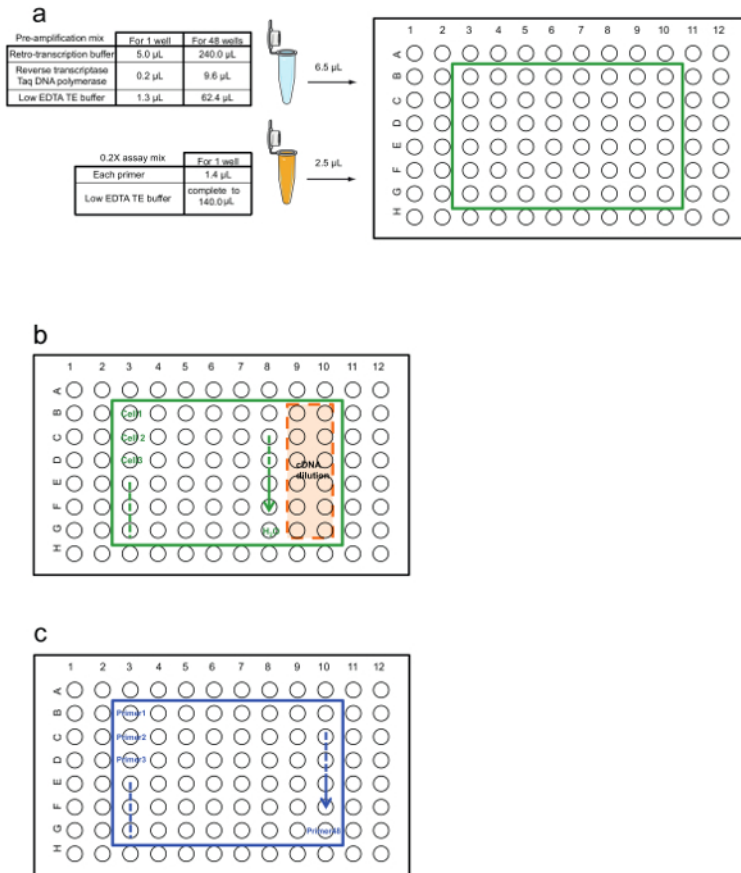 a
Pre-amplification mix For 1 well For 48 wells
Retro-transcription buffer 5.0 µL 240.0 µL
Reverse transcriptase
Taq DNA polymerase 0.2 µL 9.6 µL
Low EDTA TE buffer 1.3 µL 62.4 µL
6.5 µL
0.2X assay mix For 1 well
Each primer 1.4 µL
Low EDTA TE buffer complete to
140.0 µL
2.5 µL
1 2 3 4 5 6 7 8 9 10 11 12
A
B
C
D
E
F
G
H
b
1 2 3 4 5 6 7 8 9 10 11 12
A
B Cell1
C Cell2
D Cell3
cDNA
dilution
E
F
G H₂O
H
c
1 2 3 4 5 6 7 8 9 10 11 12
A
B Primer1
C Primer2
D Primer3
E
F
G Primer48
H